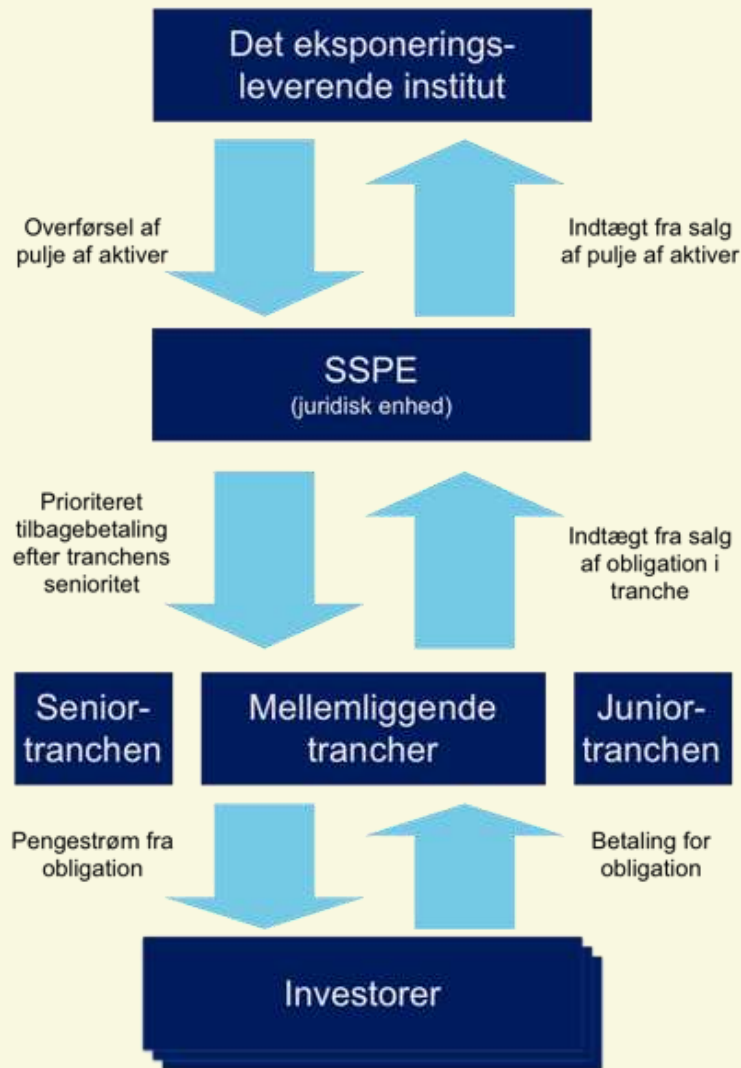 Det eksponerings-
leverende institut
Overførsel af
pulje af aktiver
Indtægt fra salg
af pulje af aktiver
SSPE
(juridisk enhed)
Prioriteret
tilbagebetaling
efter tranchens
senioritet
Indtægt fra salg
af obligation i
tranche
Senior-
tranchen
Mellemliggende
trancher
Junior-
tranchen
Pengestrøm fra
obligation
Betaling for
obligation
Investorer